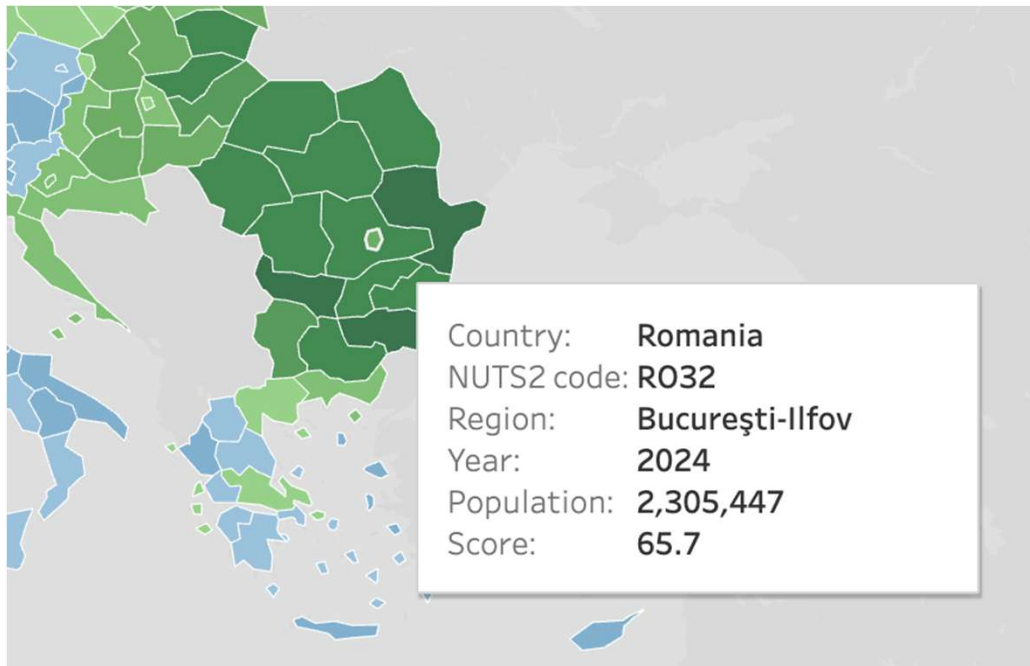 Country: Romania
NUTS2 code: RO32
Region: Bucureşti-Ilfov
Year: 2024
Population: 2,305,447
Score: 65.7